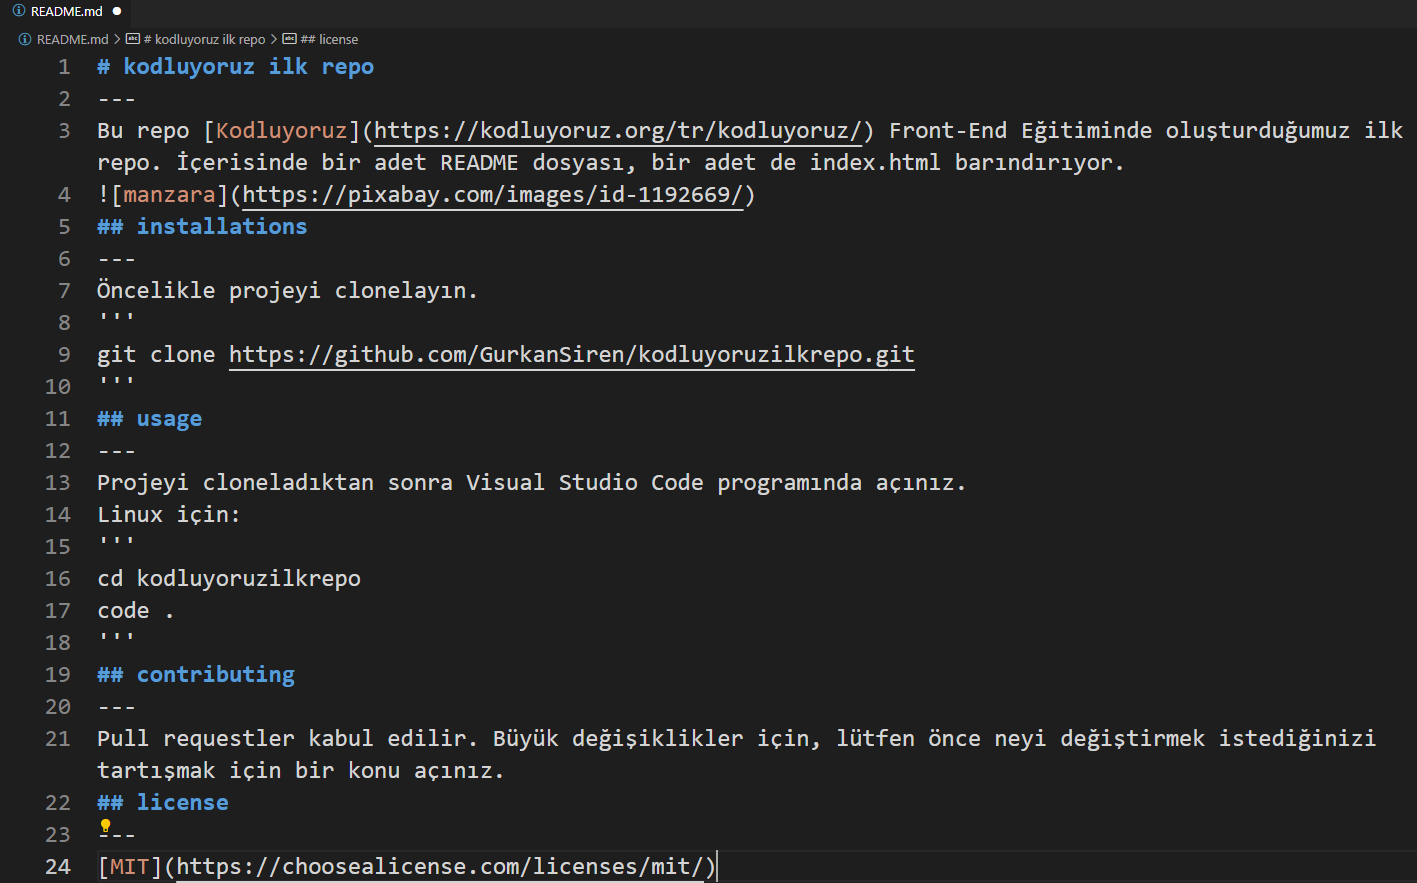 README.md ●
README.md > # kodluyoruz ilk repo > ## license
1 # kodluyoruz ilk repo
2 ---
3 Bu repo [Kodluyoruz](https://kodluyoruz.org/tr/kodluyoruz/) Front-End Eğitiminde oluşturduğumuz ilk
repo. İçerisinde bir adet README dosyası, bir adet de index.html barındırıyor.
4 ![manzara](https://pixabay.com/images/id-1192669/)
5 ## installations
6 ---
7 Öncelikle projeyi clonelayın.
8 '''
9 git clone https://github.com/GurkanSiren/kodluyoruzilkrepo.git
10 '''
11 ## usage
12 ---
13 Projeyi cloneladıktan sonra Visual Studio Code programında açınız.
14 Linux için:
15 '''
16 cd kodluyoruzilkrepo
17 code .
18 '''
19 ## contributing
20 ---
21 Pull requestler kabul edilir. Büyük değişiklikler için, lütfen önce neyi değiştirmek istediğinizi
tartışmak için bir konu açınız.
22 ## license
23 ---
24 [MIT](https://choosealicense.com/licenses/mit/)